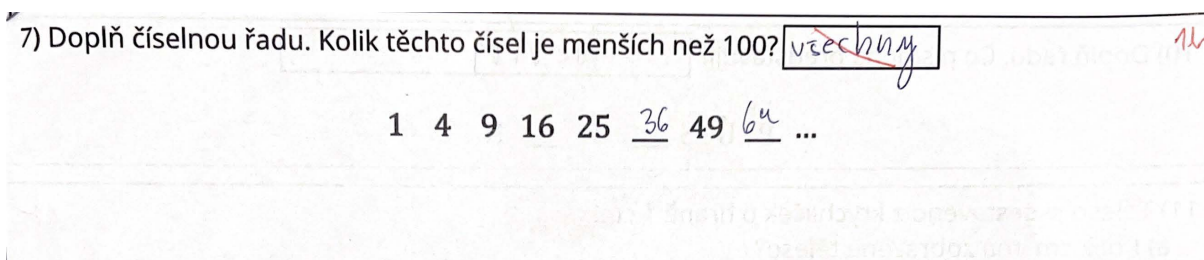 7) Doplň číselnou řadu. Kolik těchto čísel je menších než 100? všechny
1 4 9 16 25 36 49 64 ...